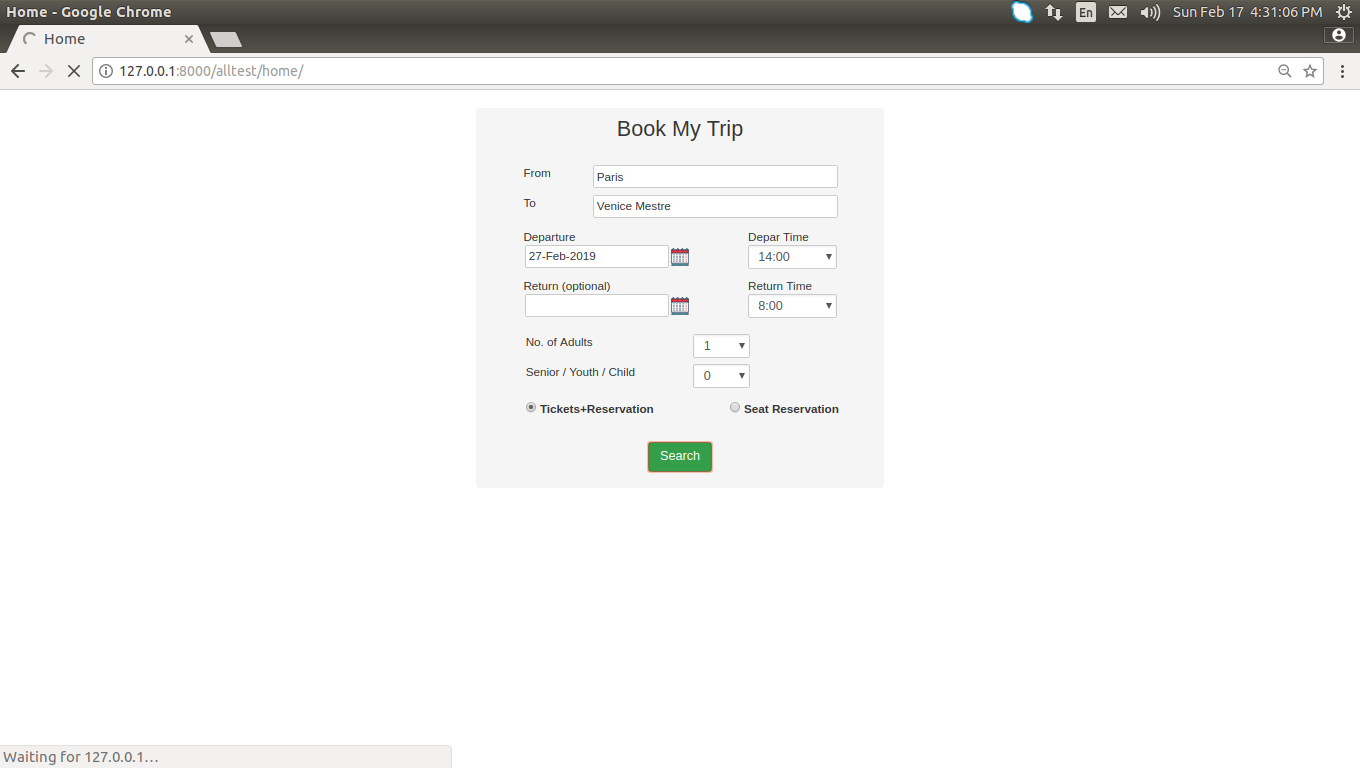 Home - Google Chrome
En
Sun Feb 17 4:31:06 PM
Home
127.0.0.1:8000/alltest/home/
Book My Trip
From
Paris
To
Venice Mestre
Departure
Depar Time
27-Feb-2019
14:00
Return (optional)
Return Time
8:00
No. of Adults
1
Senior / Youth / Child
0
Tickets+Reservation
Seat Reservation
Search
Waiting for 127.0.0.1…